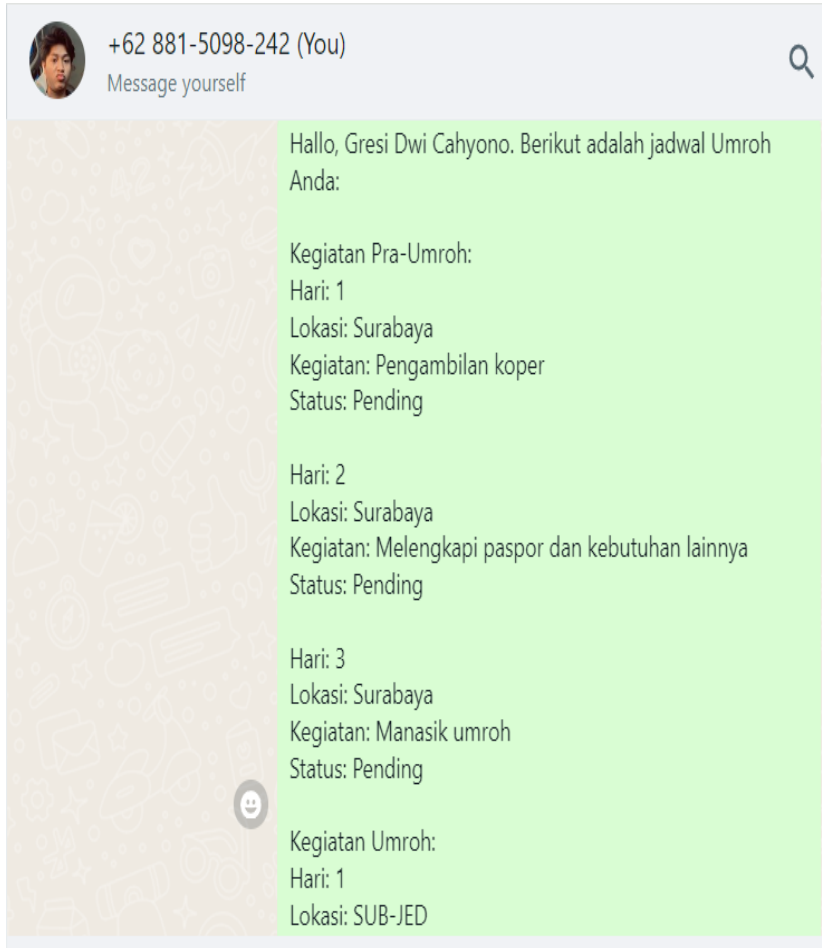 +62 881-5098-242 (You)
Message yourself
Hallo, Gresi Dwi Cahyono. Berikut adalah jadwal Umroh
Anda:
Kegiatan Pra-Umroh:
Hari: 1
Lokasi: Surabaya
Kegiatan: Pengambilan koper
Status: Pending
Hari: 2
Lokasi: Surabaya
Kegiatan: Melengkapi paspor dan kebutuhan lainnya
Status: Pending
Hari: 3
Lokasi: Surabaya
Kegiatan: Manasik umroh
Status: Pending
Kegiatan Umroh:
Hari: 1
Lokasi: SUB-JED